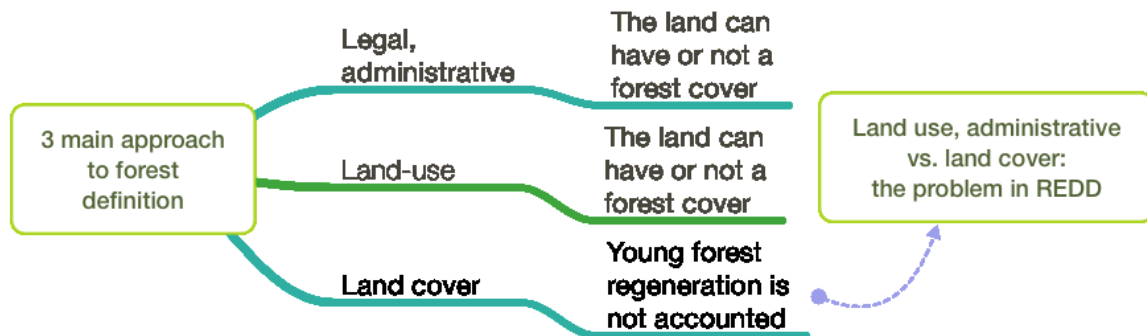 3 main approach
to forest
definition
Legal,
administrative
The land can
have or not a
forest cover
Land-use
The land can
have or not a
forest cover
Land cover
Young forest
regeneration is
not accounted
Land use, administrative
vs. land cover:
the problem in REDD